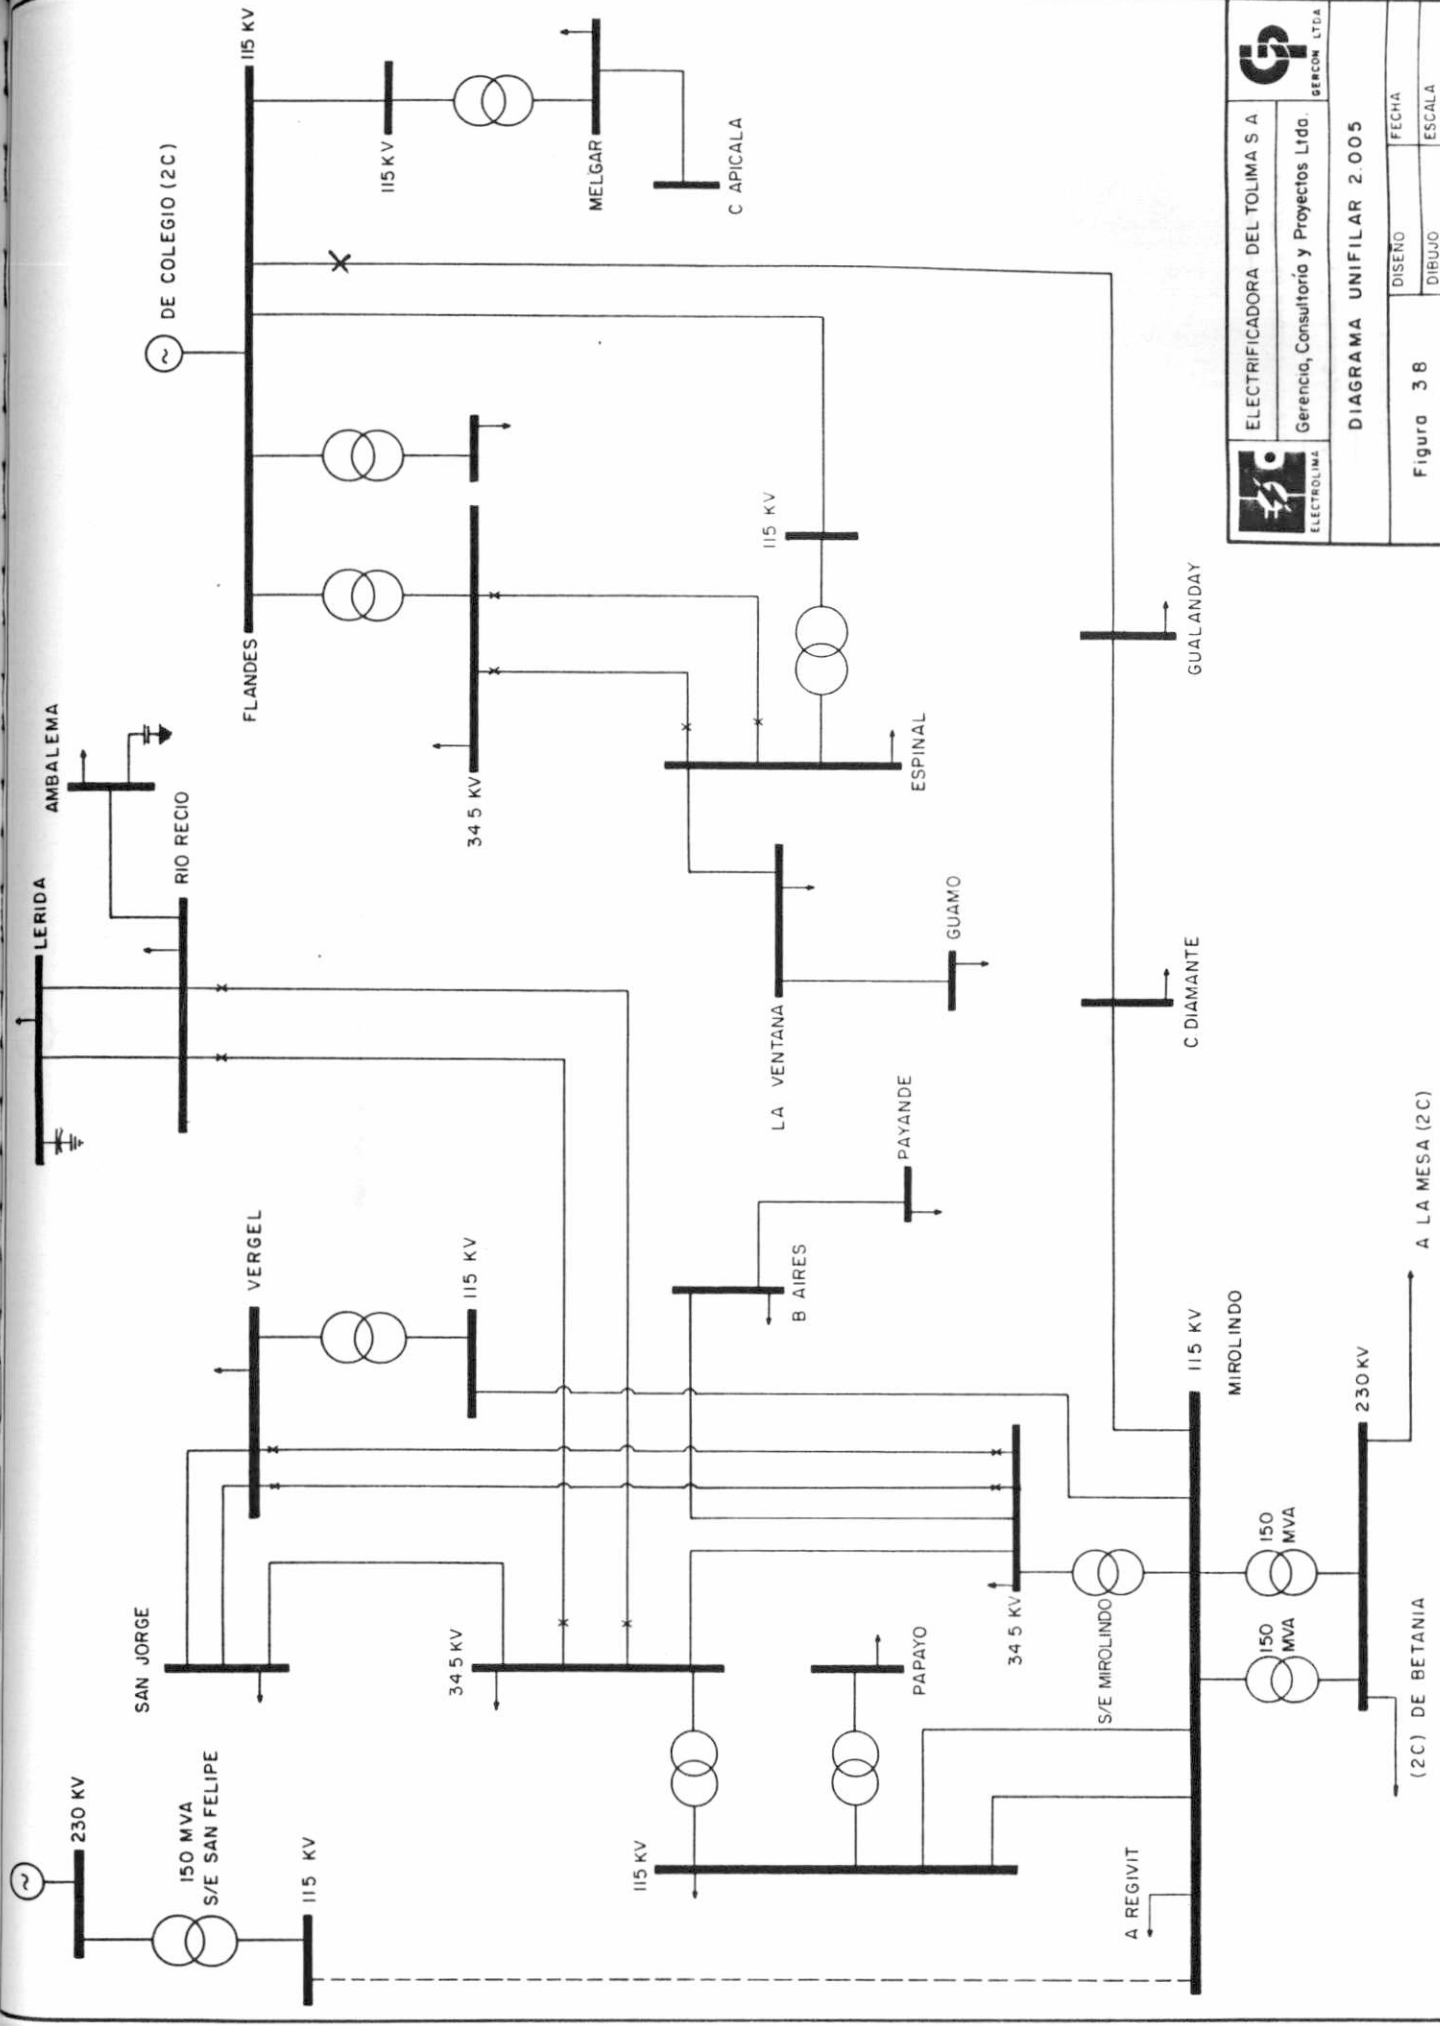 230 KV
150 MVA
S/E SAN FELIPE
115 KV
SAN JORGE
VERGEL
115 KV
LERIDA
RIO RECIO
AMBALEMA
FLANDES
115 KV
DE COLEGIO (2C)
115 KV
MELGAR
C APICALA
34 5 KV
115 KV
ESPINAL
LA VENTANA
GUAMO
GUALANDAY
C DIAMANTE
PAYANDE
B AIRES
34 5 KV
115 KV
PAPAYO
34 5 KV
S/E MIROLINDO
115 KV
MIROLINDO
A REGIVIT
150
MVA
150
MVA
230 KV
(2C) DE BETANIA
A LA MESA (2C)
ELECTROLIMA
ELECTRIFICADORA DEL TOLIMA S A
Gerencia, Consultoría y Proyectos Ltda.
GERCON LTDA
DIAGRAMA UNIFILAR 2.005
Figura 3 8
DISEÑO
FECHA
DIBUJO
ESCALA